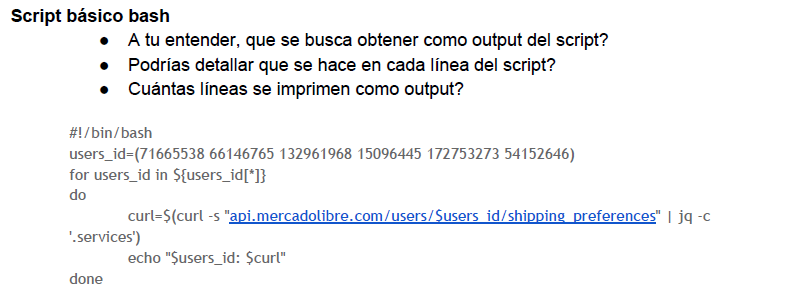 Script básico bash
● A tu entender, que se busca obtener como output del script?
● Podrías detallar que se hace en cada línea del script?
● Cuántas líneas se imprimen como output?
#!/bin/bash
users_id=(71665538 66146765 132961968 15096445 172753273 54152646)
for users_id in ${users_id[*]}
do
curl=$(curl -s "api.mercadolibre.com/users/$users_id/shipping_preferences" | jq -c
'.services')
echo "$users_id: $curl"
done